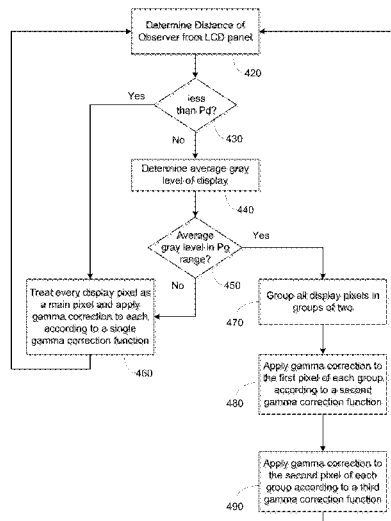 Determine Distance of
Observer from LCD panel
420
Yes
less
than Pd?
430
No
Determine average gray
level of display
440
Average
gray level in Pg
range?
Yes
450
No
Treat every display pixel as
a main pixel and apply
gamma correction to each,
according to a single
gamma correction function
460
Group all display pixels in
groups of two
470
Apply gamma correction to
the first pixel of each group,
according to a second
gamma correction function
480
Apply gamma correction to
the second pixel of each
group according to a third
gamma correction function
490